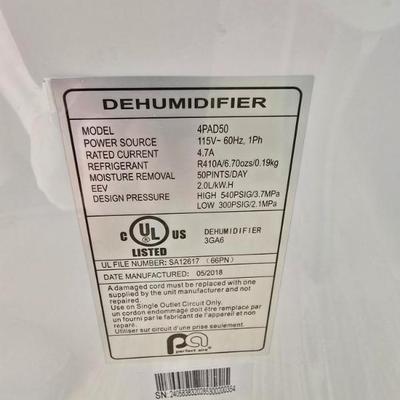 DEHUMIDIFIER
MODEL 4PAD50
POWER SOURCE 115V~ 60Hz, 1Ph
RATED CURRENT 4.7A
REFRIGERANT R410A/6.70ozs/0.19kg
MOISTURE REMOVAL 50PINTS/DAY
EEV 2.0L/kW.H
DESIGN PRESSURE HIGH 540PSIG/3.7MPa
LOW 300PSIG/2.1MPa
C UL US LISTED
DEHUMIDIFIER
3GA6
UL FILE NUMBER: SA12617 (66PN)
DATE MANUFACTURED: 05/2018
A damaged cord must be replaced with one
supplied by the unit manufacturer and not
repaired.
Use on Single Outlet Circuit Only.
Un cordon endommagé doit être remplacé par
un fourni par le fabricant de l'appareil et non
réparé.
Utiliser sur circuit d'une prise seulement.
pa
perfect aire